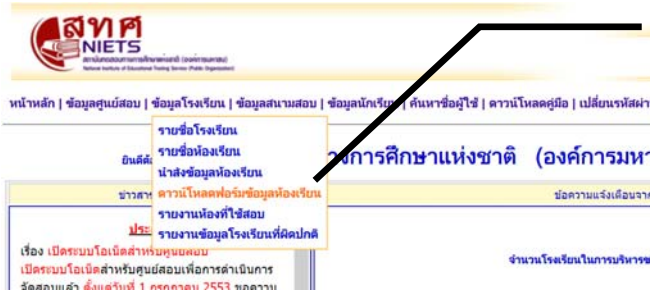 สทศ
NIETS
สถาบันทดสอบทางการศึกษาแห่งชาติ (องค์การมหาชน)
National Institute of Educational Testing Service (Public Organization)
หน้าหลัก | ข้อมูลศูนย์สอบ | ข้อมูลโรงเรียน | ข้อมูลสนามสอบ | ข้อมูลนักเรียน | ค้นหาชื่อผู้ใช้ | ดาวน์โหลดคู่มือ | เปลี่ยนรหัสผ่า
รายชื่อโรงเรียน
รายชื่อห้องเรียน
นำส่งข้อมูลห้องเรียน
ดาวน์โหลดฟอร์มข้อมูลห้องเรียน
รายงานห้องที่ใช้สอบ
รายงานข้อมูลโรงเรียนที่ผิดปกติ
ยินดีต้ างการศึกษาแห่งชาติ (องค์การมหา
ข่าวสาร ข้อความแจ้งเตือนจาก
ประ
เรื่อง เปิดระบบโอเน็ตสำหรับศูนย์สอบ
เปิดระบบโอเน็ตสำหรับศูนย์สอบเพื่อการดำเนินการ
จัดสอบแล้ว ตั้งแต่วันที่ 1 กรกฎาคม 2553 ขอความ
จำนวนโรงเรียนในการบริหารข